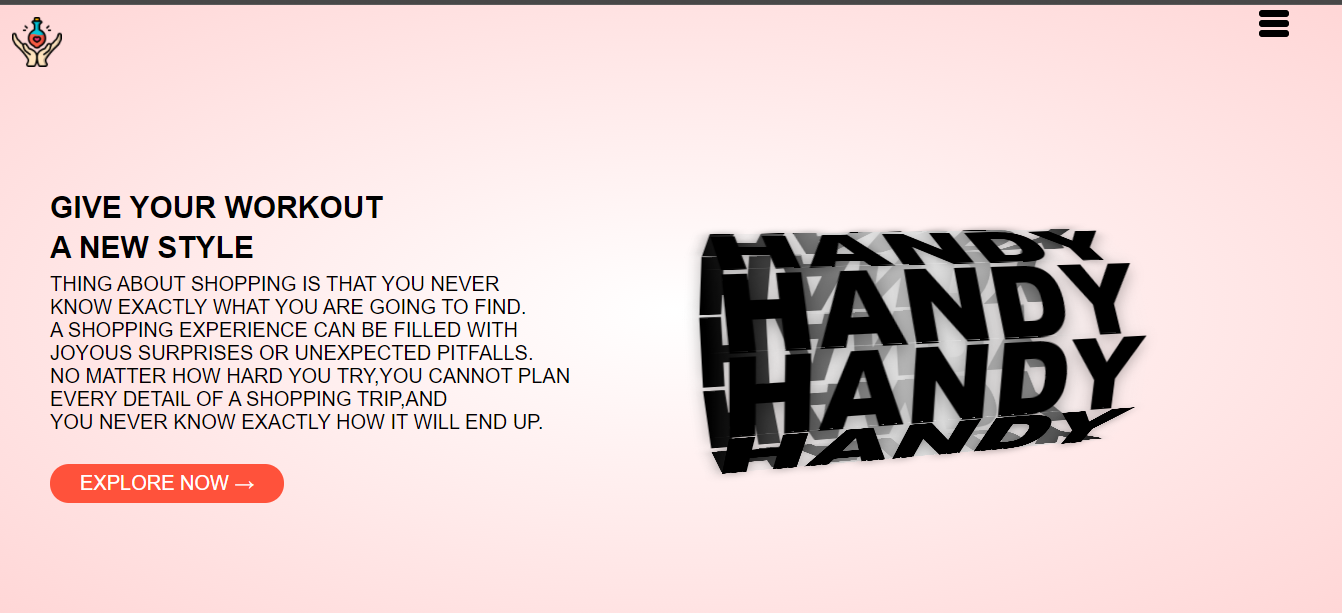 GIVE YOUR WORKOUT
A NEW STYLE
THING ABOUT SHOPPING IS THAT YOU NEVER
KNOW EXACTLY WHAT YOU ARE GOING TO FIND.
A SHOPPING EXPERIENCE CAN BE FILLED WITH
JOYOUS SURPRISES OR UNEXPECTED PITFALLS.
NO MATTER HOW HARD YOU TRY,YOU CANNOT PLAN
EVERY DETAIL OF A SHOPPING TRIP,AND
YOU NEVER KNOW EXACTLY HOW IT WILL END UP.
EXPLORE NOW →
HANDY
HANDY
HANDY
HANDY